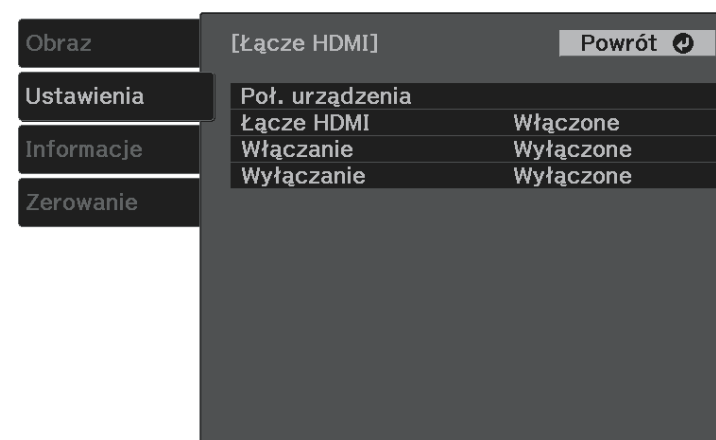 Obraz
Ustawienia
Informacje
Zerowanie
[Łącze HDMI]
Powrót
Poł. urządzenia
Łącze HDMI Włączone
Włączanie Wyłączone
Wyłączanie Wyłączone